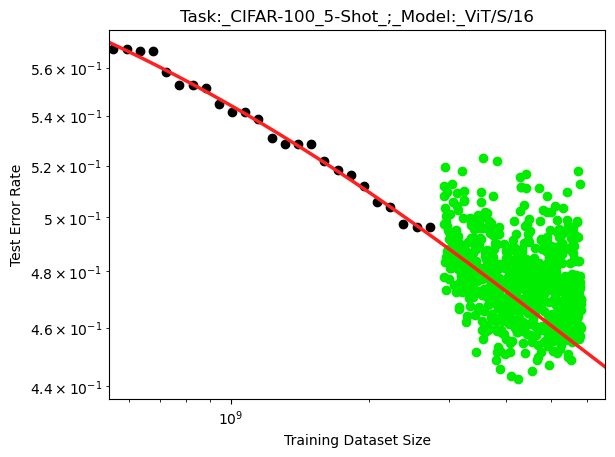 Task:_CIFAR-100_5-Shot_;_Model:_ViT/S/16
5.6 × 10⁻¹
5.4 × 10⁻¹
5.2 × 10⁻¹
5 × 10⁻¹
4.8 × 10⁻¹
4.6 × 10⁻¹
4.4 × 10⁻¹
Test Error Rate
10⁹
Training Dataset Size